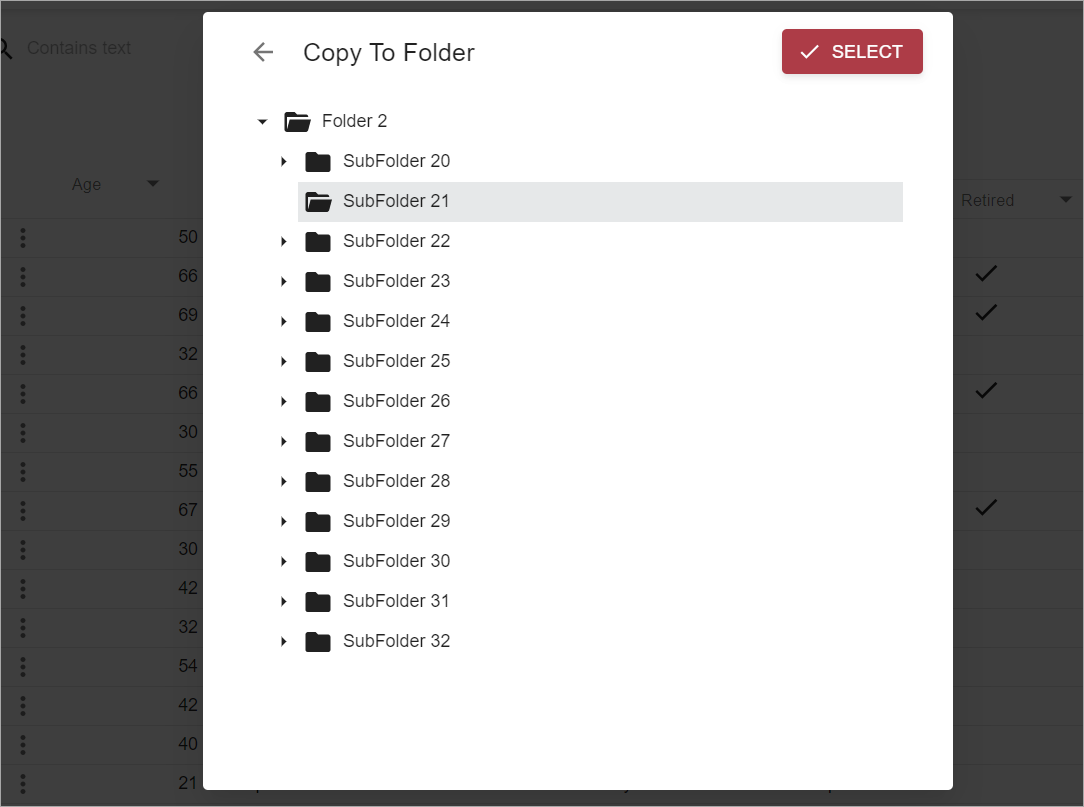 Contains text
Copy To Folder
SELECT
Folder 2
SubFolder 20
Age
SubFolder 21
Retired
50
SubFolder 22
66
SubFolder 23
69
SubFolder 24
32
SubFolder 25
66
SubFolder 26
30
SubFolder 27
55
SubFolder 28
67
SubFolder 29
30
SubFolder 30
42
SubFolder 31
32
SubFolder 32
54
42
40
21